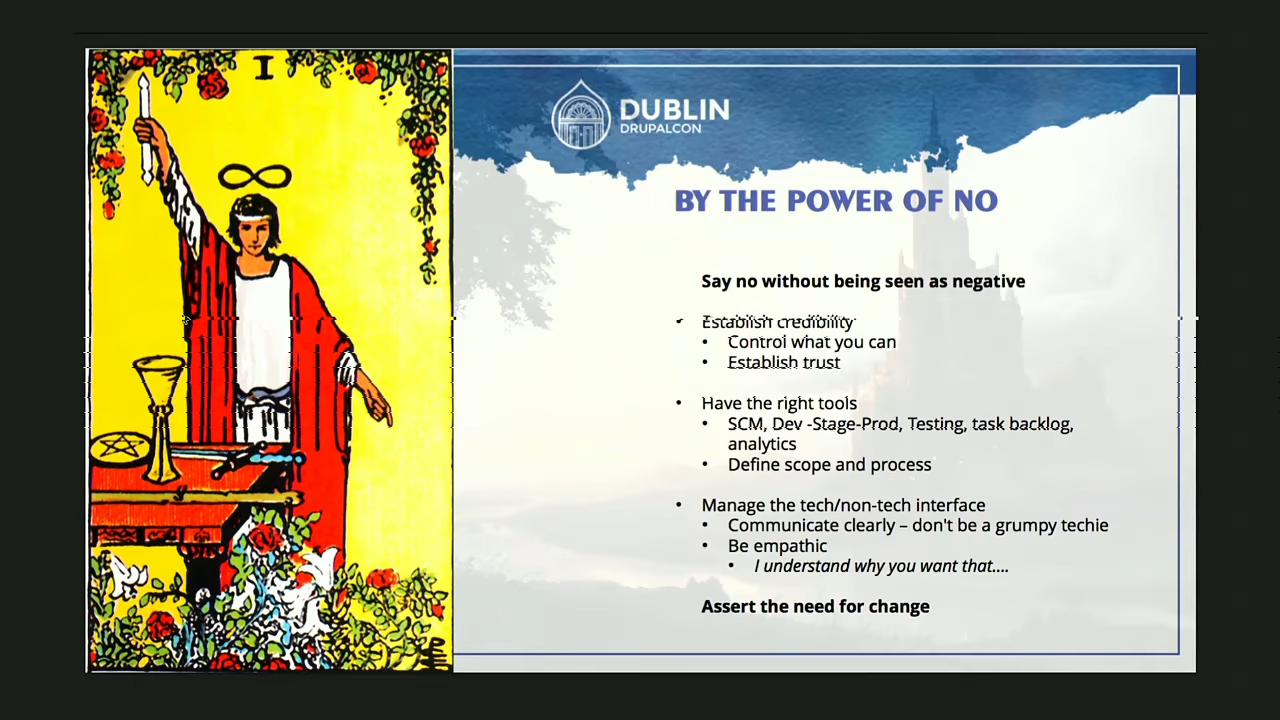 I
DUBLIN
DRUPALCON
BY THE POWER OF NO
Say no without being seen as negative
• Establish credibility
• Control what you can
• Establish trust
• Have the right tools
• SCM, Dev -Stage-Prod, Testing, task backlog,
analytics
• Define scope and process
• Manage the tech/non-tech interface
• Communicate clearly – don't be a grumpy techie
• Be empathic
• I understand why you want that....
Assert the need for change